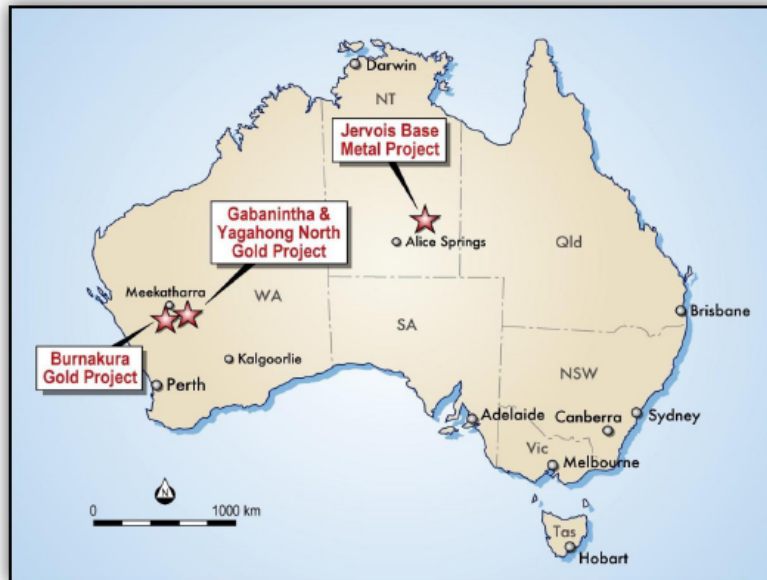 Darwin
NT
Jervois Base
Metal Project
Gabanintha &
Yagahong North
Gold Project
Alice Springs
Qld
Meekatharra
WA
SA
Brisbane
Burnakura
Gold Project
Kalgoorlie
Perth
NSW
Adelaide
Canberra
Sydney
Vic
Melbourne
N
0
1000 km
Tas
Hobart